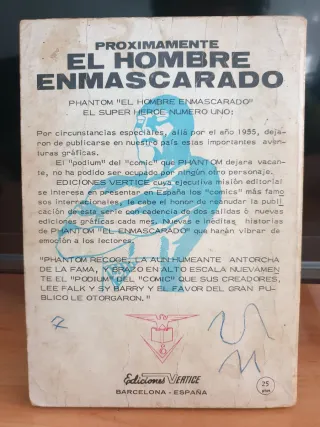 PROXIMAMENTE
EL HOMBRE
ENMASCARADO
PHANTOM "EL HOMBRE ENMASCARADO"
EL SUPER HEROE NUMERO UNO:
Por circunstancias especiales, allá por el año 1955, deja-
ron de publicarse en nuestro país estas importantes aven-
turas gráficas.
El "podium" del "comic" que PHANTOM dejara vacan-
te, no ha podido ser ocupado por ningún otro personaje.
EDICIONES VERTICE cuya ejecutiva misión editorial
se interesa en presentar en España los "comics" más famo
sos internacionales, le cabe el honor de reanudar la publi
cación de esta serie concediendo a dos válidas
nuevas
ediciones gráficas cada mes. Nuevas e inéditas historias
de PHANTOM "EL ENMASCARADO" que harán vibrar de
emoción a los lectores.
"PHANTOM RECOGE LA AUN HUMEANTE ANTORCHA
DE LA FAMA, Y BRAZO EN ALTO ESCALA NUEVAMEN
TE EL "PODIUM" DEL "COMIC" QUE SUS CREADORES,
LEE FALK Y SY BARRY Y EL FAVOR DEL GRAN PU-
BLICO LE OTORGARON."
Ediciones VERTICE
BARCELONA - ESPAÑA
25
ptas.